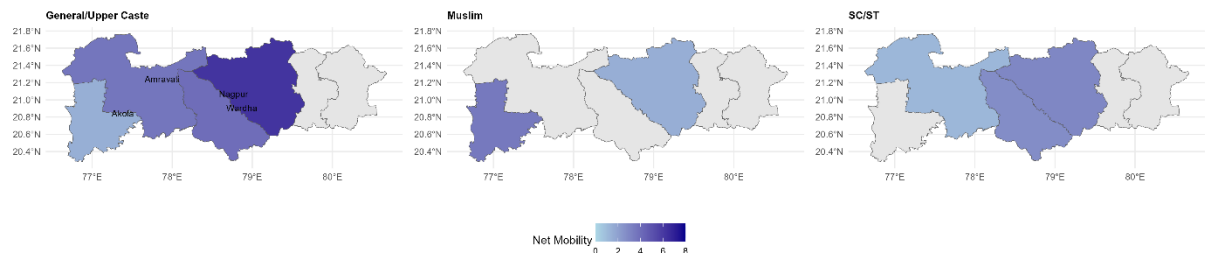 General/Upper Caste
Muslim
SC/ST
21.8°N
21.6°N
21.4°N
21.2°N
21.0°N
20.8°N
20.6°N
20.4°N
Amravati
Nagpur
Wardha
Akola
77°E 78°E 79°E 80°E
21.8°N
21.6°N
21.4°N
21.2°N
21.0°N
20.8°N
20.6°N
20.4°N
77°E 78°E 79°E 80°E
21.8°N
21.6°N
21.4°N
21.2°N
21.0°N
20.8°N
20.6°N
20.4°N
77°E 78°E 79°E 80°E
Net Mobility
0 2 4 6 8